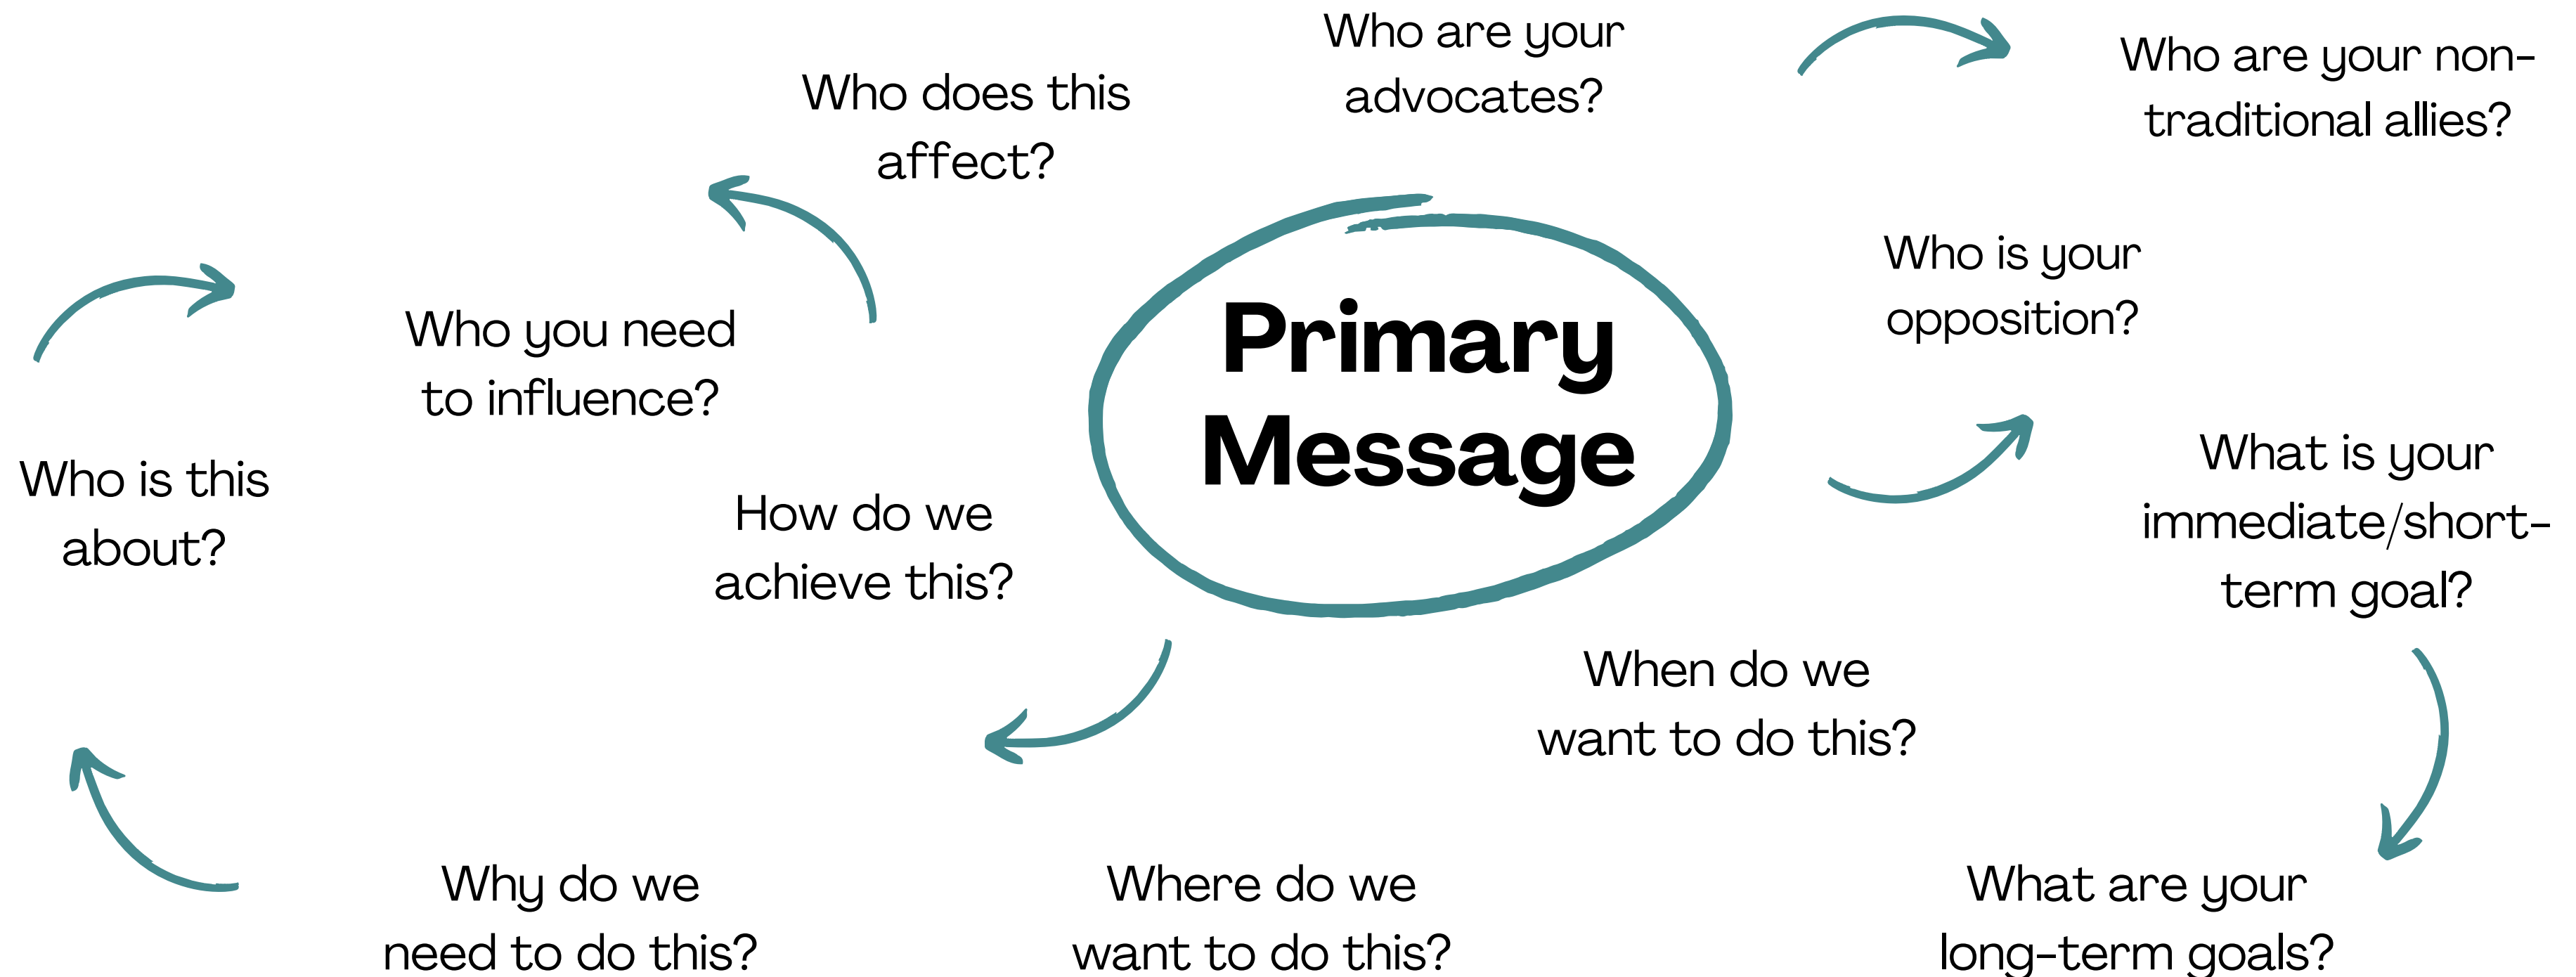 Who are your
advocates?
Who are your non-
traditional allies?
Who does this
affect?
Who is your
opposition?
Who you need
to influence?
Primary
Message
Who is this
about?
How do we
achieve this?
What is your
immediate/short-
term goal?
When do we
want to do this?
Why do we
need to do this?
Where do we
want to do this?
What are your
long-term goals?